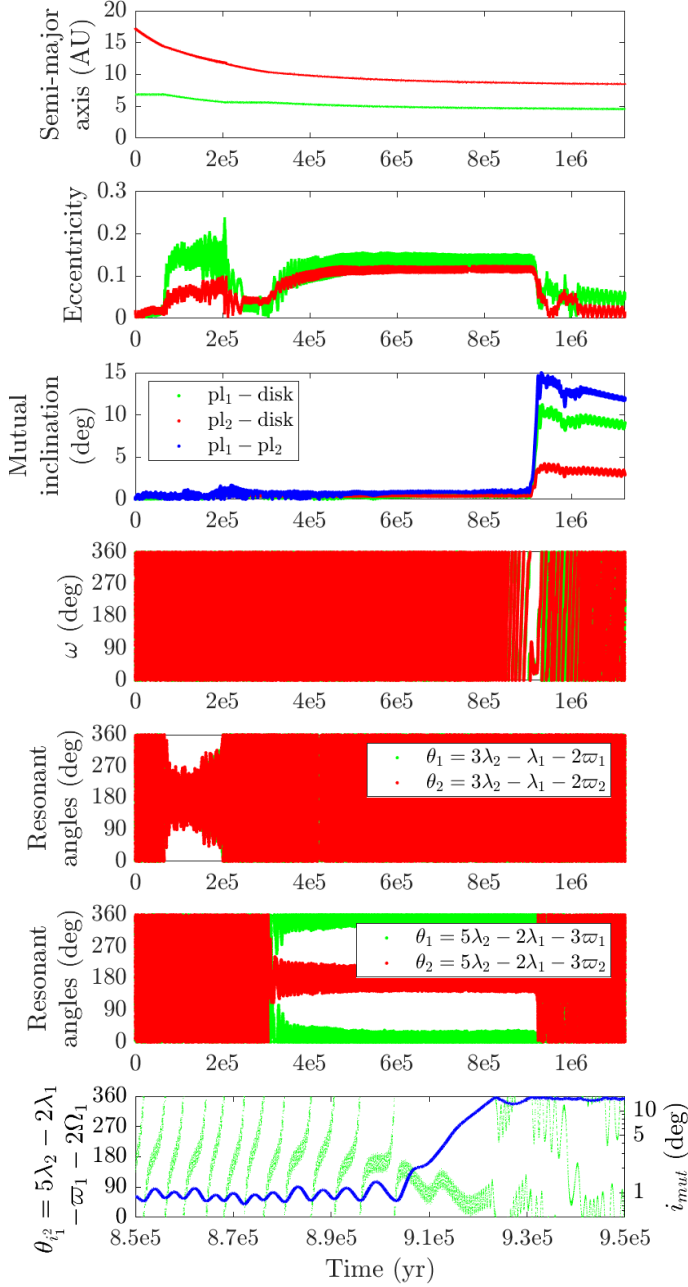 Semi-major
axis (AU)
20
15
10
5
0
0 2e5 4e5 6e5 8e5 1e6
Eccentricity
0.3
0.2
0.1
0
0 2e5 4e5 6e5 8e5 1e6
Mutual
inclination
(deg)
15
10
5
0
pl₁ − disk
pl₂ − disk
pl₁ − pl₂
0 2e5 4e5 6e5 8e5 1e6
ω (deg)
360
270
180
90
0
0 2e5 4e5 6e5 8e5 1e6
Resonant
angles (deg)
360
270
180
90
0
θ₁ = 3λ₂ − λ₁ − 2ϖ₁
θ₂ = 3λ₂ − λ₁ − 2ϖ₂
0 2e5 4e5 6e5 8e5 1e6
Resonant
angles (deg)
360
270
180
90
0
θ₁ = 5λ₂ − 2λ₁ − 3ϖ₁
θ₂ = 5λ₂ − 2λ₁ − 3ϖ₂
0 2e5 4e5 6e5 8e5 1e6
θ_{i₁²} = 5λ₂ − 2λ₁
−ϖ₁ − 2Ω₁
360
270
180
90
0
10
5
1
i_{mut} (deg)
8.5e5 8.7e5 8.9e5 9.1e5 9.3e5 9.5e5
Time (yr)